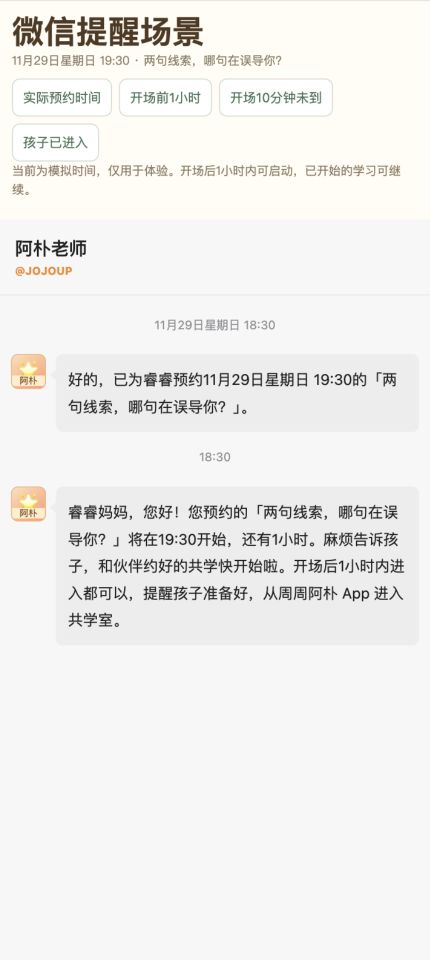 微信提醒场景
11月29日星期日 19:30 · 两句线索，哪句在误导你？
实际预约时间
开场前1小时
开场10分钟未到
孩子已进入
当前为模拟时间，仅用于体验。开场后1小时内可启动，已开始的学习可继
续。
阿朴老师
@JOJOUP
11月29日星期日 18:30
阿朴
好的，已为睿睿预约11月29日星期日 19:30的「两
句线索，哪句在误导你？」。
18:30
阿朴
睿睿妈妈，您好！您预约的「两句线索，哪句在误
导你？」将在19:30开始，还有1小时。麻烦告诉孩
子，和伙伴约好的共学快开始啦。开场后1小时内进
入都可以，提醒孩子准备好，从周周阿朴 App 进入
共学室。